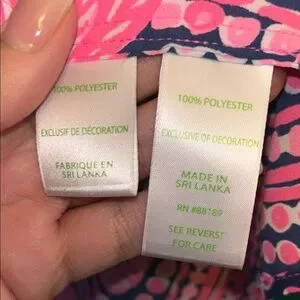 100% POLYESTER
EXCLUSIF DE DÉCORATION
FABRIQUE EN
SRI LANKA
100% POLYESTER
EXCLUSIVE OF DECORATION
MADE IN
SRI LANKA
RN #88189
SEE REVERSE
FOR CARE